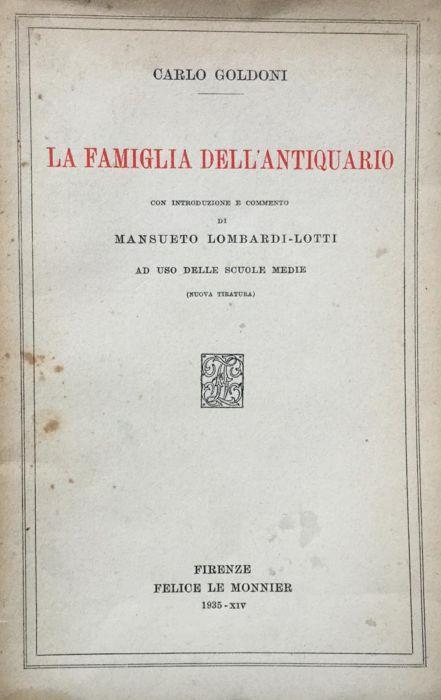 CARLO GOLDONI
LA FAMIGLIA DELL'ANTIQUARIO
CON INTRODUZIONE E COMMENTO
DI
MANSUETO LOMBARDI-LOTTI
AD USO DELLE SCUOLE MEDIE
(NUOVA TIRATURA)
FIRENZE
FELICE LE MONNIER
1935-XIV